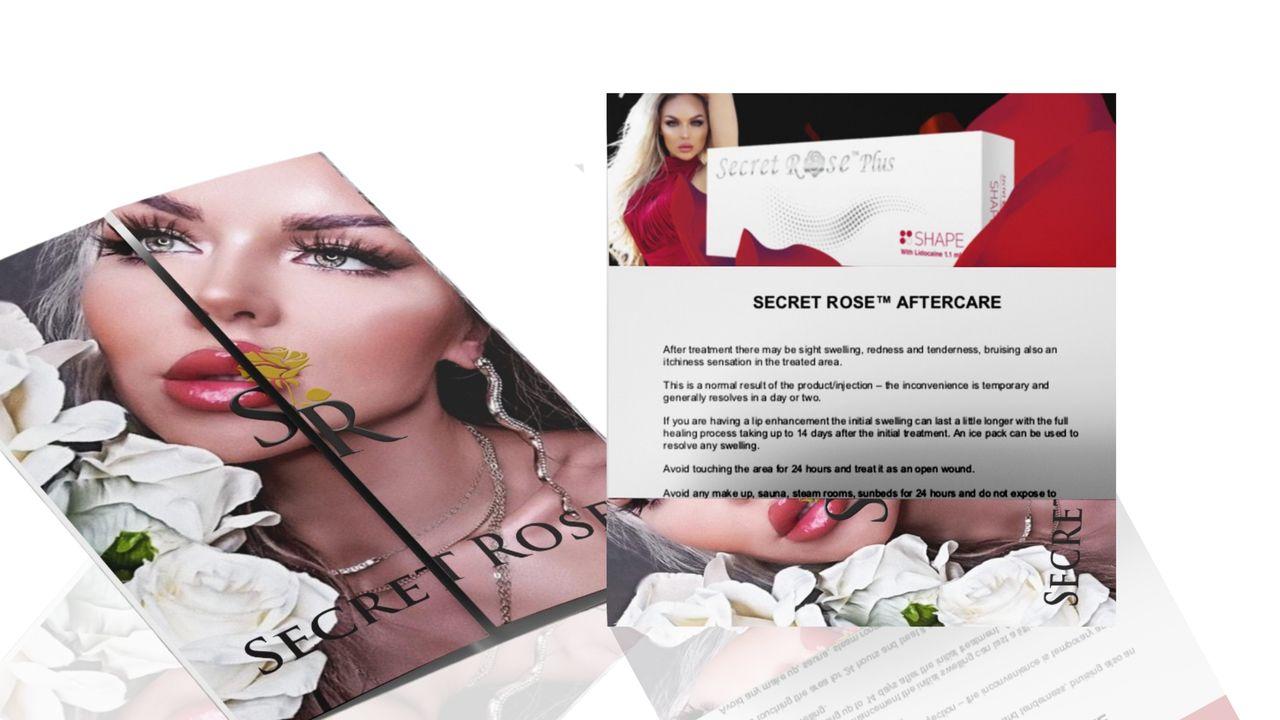 SR
SECRET ROSE
Secret Rose™ Plus
SHAPE
With Lidocaine 1.1 ml
SECRET ROSE™ AFTERCARE
After treatment there may be sight swelling, redness and tenderness, bruising also an
itchiness sensation in the treated area.
This is a normal result of the product/injection – the inconvenience is temporary and
generally resolves in a day or two.
If you are having a lip enhancement the initial swelling can last a little longer with the full
healing process taking up to 14 days after the initial treatment. An ice pack can be used to
resolve any swelling.
Avoid touching the area for 24 hours and treat it as an open wound.
Avoid any make up, sauna, steam rooms, sunbeds for 24 hours and do not expose to
S
SECRE